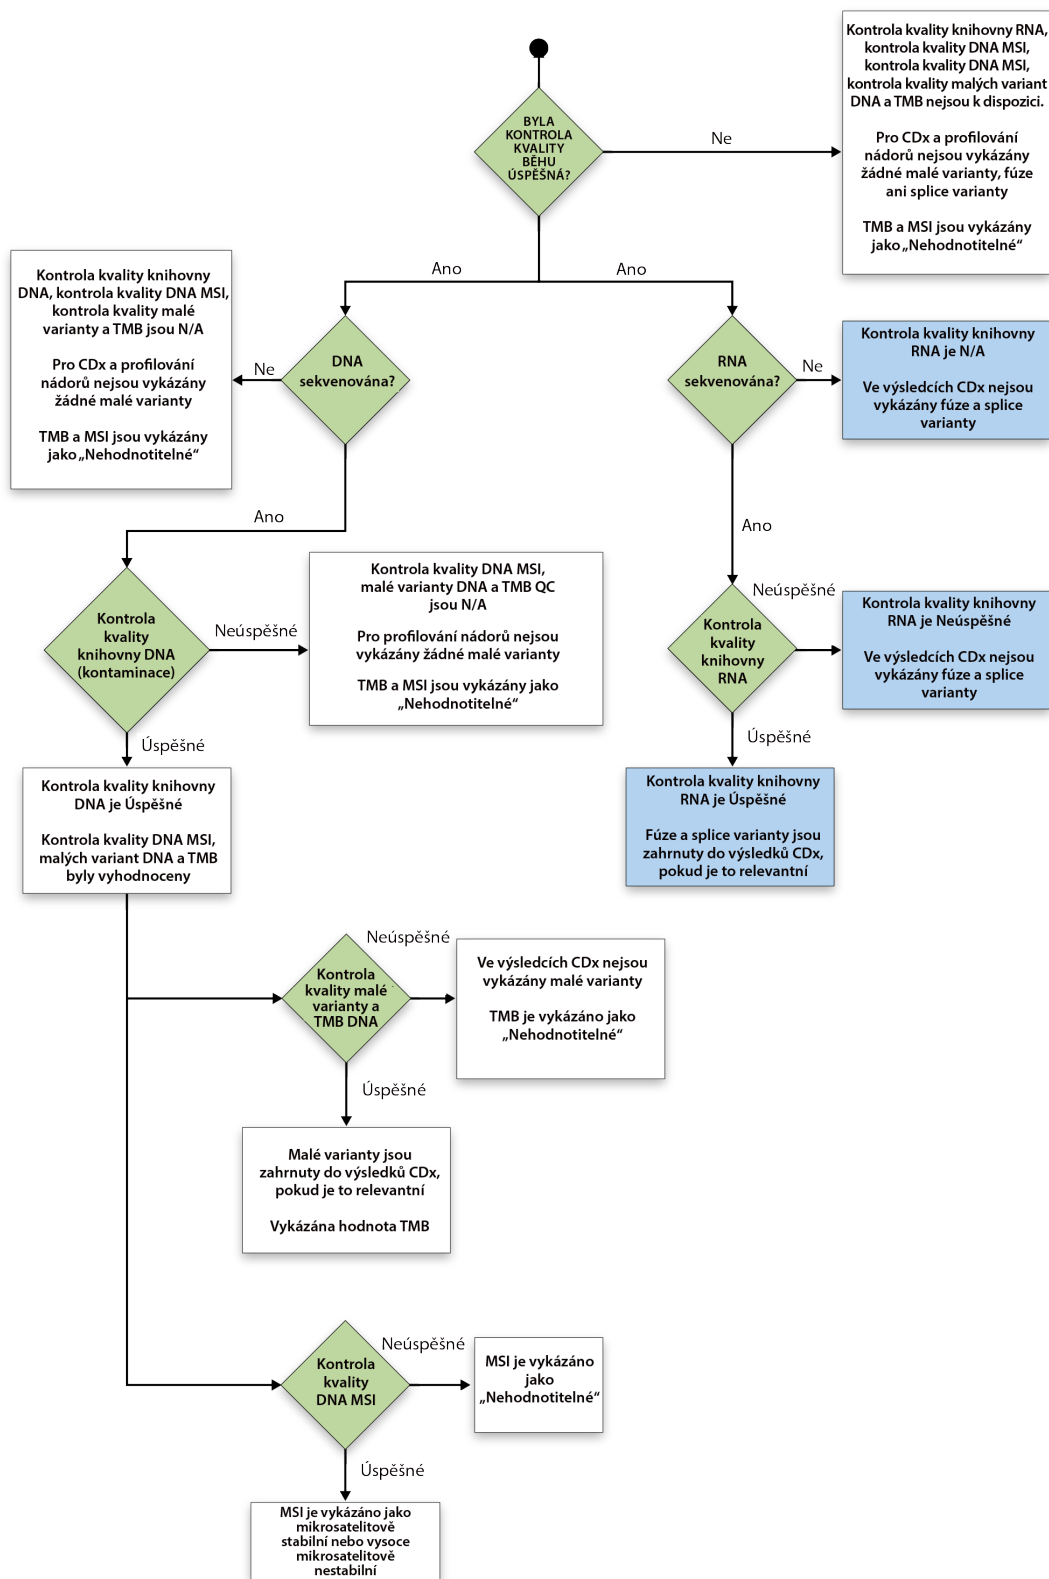 Kontrola kvality knihovny RNA,
kontrola kvality DNA MSI,
kontrola kvality DNA MSI,
kontrola kvality malých variant
DNA a TMB nejsou k dispozici.
Pro CDx a profilování
nádorů nejsou vykázány
žádné malé varianty, fúze
ani splice varianty
TMB a MSI jsou vykázány
jako „Nehodnotitelné“
BYLA
KONTROLA
KVALITY
BĚHU
ÚSPĚŠNÁ?
Ne
Ano
Ano
Kontrola kvality knihovny
DNA, kontrola kvality DNA MSI,
kontrola kvality malé
varianty a TMB jsou N/A
Pro CDx a profilování
nádorů nejsou vykázány
žádné malé varianty
TMB a MSI jsou vykázány
jako „Nehodnotitelné“
Ne
DNA
sekvenována?
RNA
sekvenována?
Ne
Kontrola kvality knihovny
RNA je N/A
Ve výsledcích CDx nejsou
vykázány fúze a splice
varianty
Ano
Ano
Kontrola
kvality
knihovny DNA
(kontaminace)
Neúspěšné
Kontrola kvality DNA MSI,
malé varianty DNA a TMB QC
jsou N/A
Pro profilování nádorů nejsou
vykázány žádné malé varianty
TMB a MSI jsou vykázány jako
„Nehodnotitelné“
Kontrola
kvality
knihovny
RNA
Neúspěšné
Kontrola kvality knihovny
RNA je Neúspěšné
Ve výsledcích CDx nejsou
vykázány fúze a splice
varianty
Úspěšné
Úspěšné
Kontrola kvality knihovny
DNA je Úspěšné
Kontrola kvality DNA MSI,
malých variant DNA a TMB
byly vyhodnoceny
Kontrola kvality knihovny
RNA je Úspěšné
Fúze a splice varianty jsou
zahrnuty do výsledků CDx,
pokud je to relevantní
Kontrola
kvality malé
varianty a
TMB DNA
Neúspěšné
Ve výsledcích CDx nejsou
vykázány malé varianty
TMB je vykázáno jako
„Nehodnotitelné“
Úspěšné
Malé varianty jsou
zahrnuty do výsledků CDx,
pokud je to relevantní
Vykázána hodnota TMB
Kontrola
kvality
DNA MSI
Neúspěšné
MSI je vykázáno
jako
„Nehodnotitelné“
Úspěšné
MSI je vykázáno jako
mikrosatelitově
stabilní nebo vysoce
mikrosatelitově
nestabilní